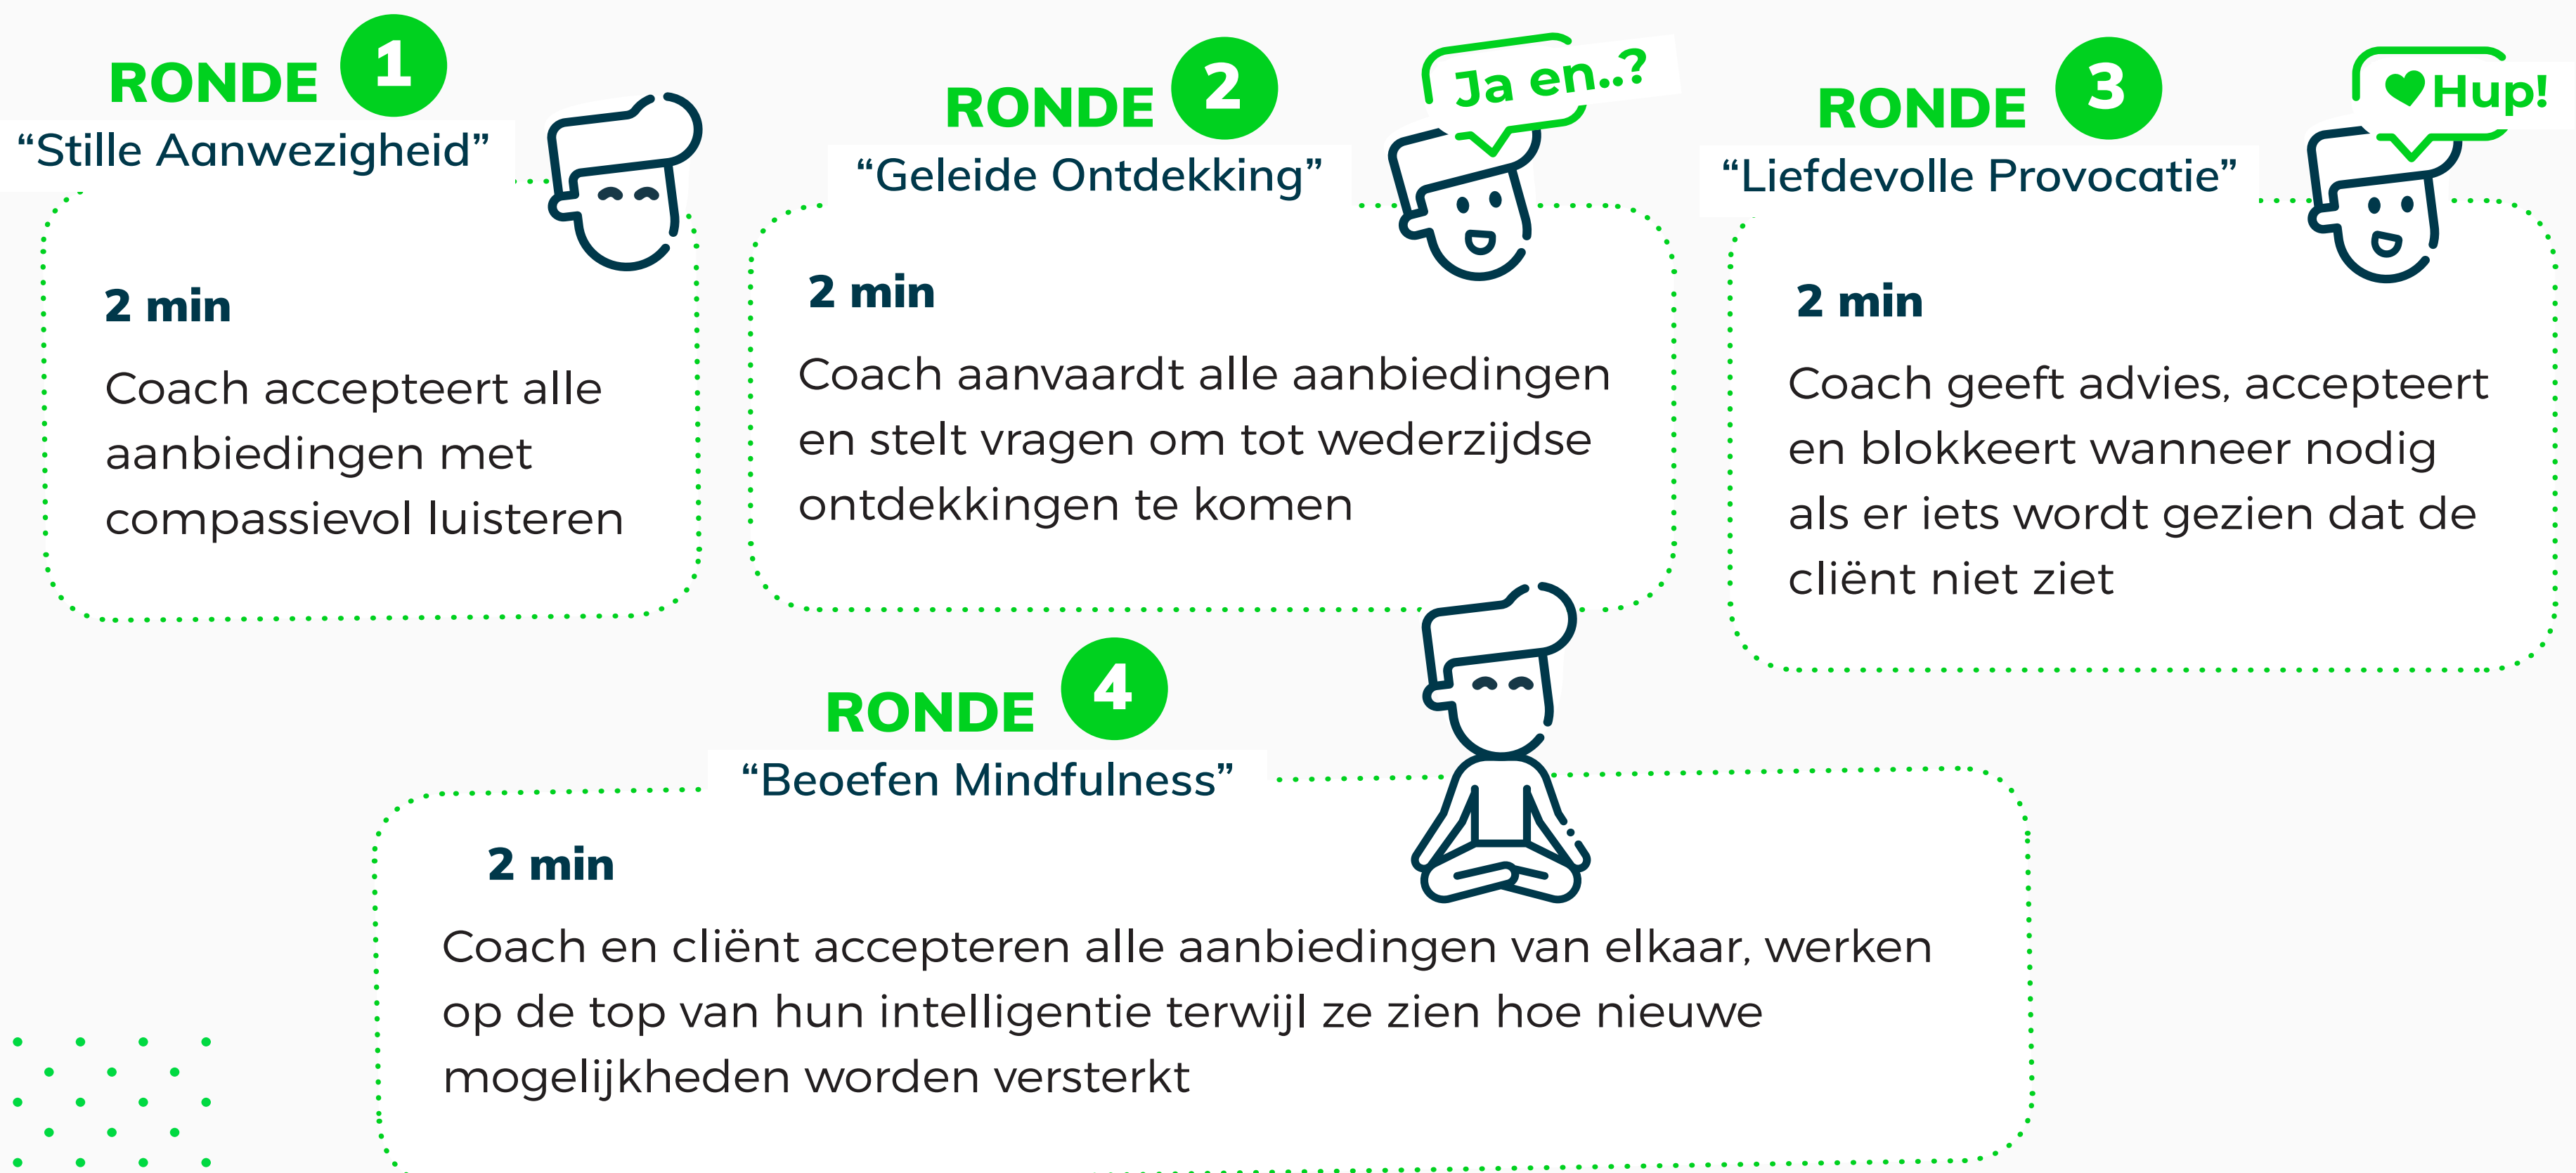 RONDE 1
“Stille Aanwezigheid”
2 min
Coach accepteert alle
aanbiedingen met
compassievol luisteren
RONDE 2
Ja en..?
“Geleide Ontdekking”
2 min
Coach aanvaardt alle aanbiedingen
en stelt vragen om tot wederzijdse
ontdekkingen te komen
RONDE 3
Hup!
“Liefdevolle Provocatie”
2 min
Coach geeft advies, accepteert
en blokkeert wanneer nodig
als er iets wordt gezien dat de
cliënt niet ziet
RONDE 4
“Beoefen Mindfulness”
2 min
Coach en cliënt accepteren alle aanbiedingen van elkaar, werken
op de top van hun intelligentie terwijl ze zien hoe nieuwe
mogelijkheden worden versterkt